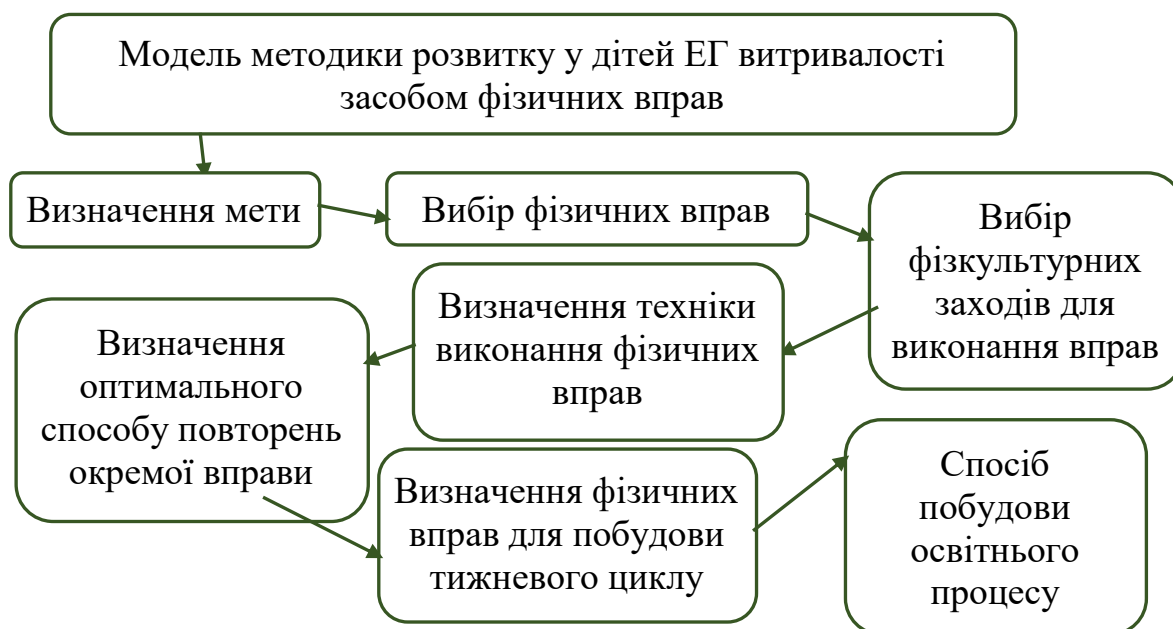 Модель методики розвитку у дітей ЕГ витривалості
засобом фізичних вправ
Визначення мети
Вибір фізичних вправ
Вибір
фізкультурних
заходів для
виконання вправ
Визначення техніки
виконання фізичних
вправ
Визначення
оптимального
способу повторень
окремої вправи
Визначення фізичних
вправ для побудови
тижневого циклу
Спосіб
побудови
освітнього
процесу